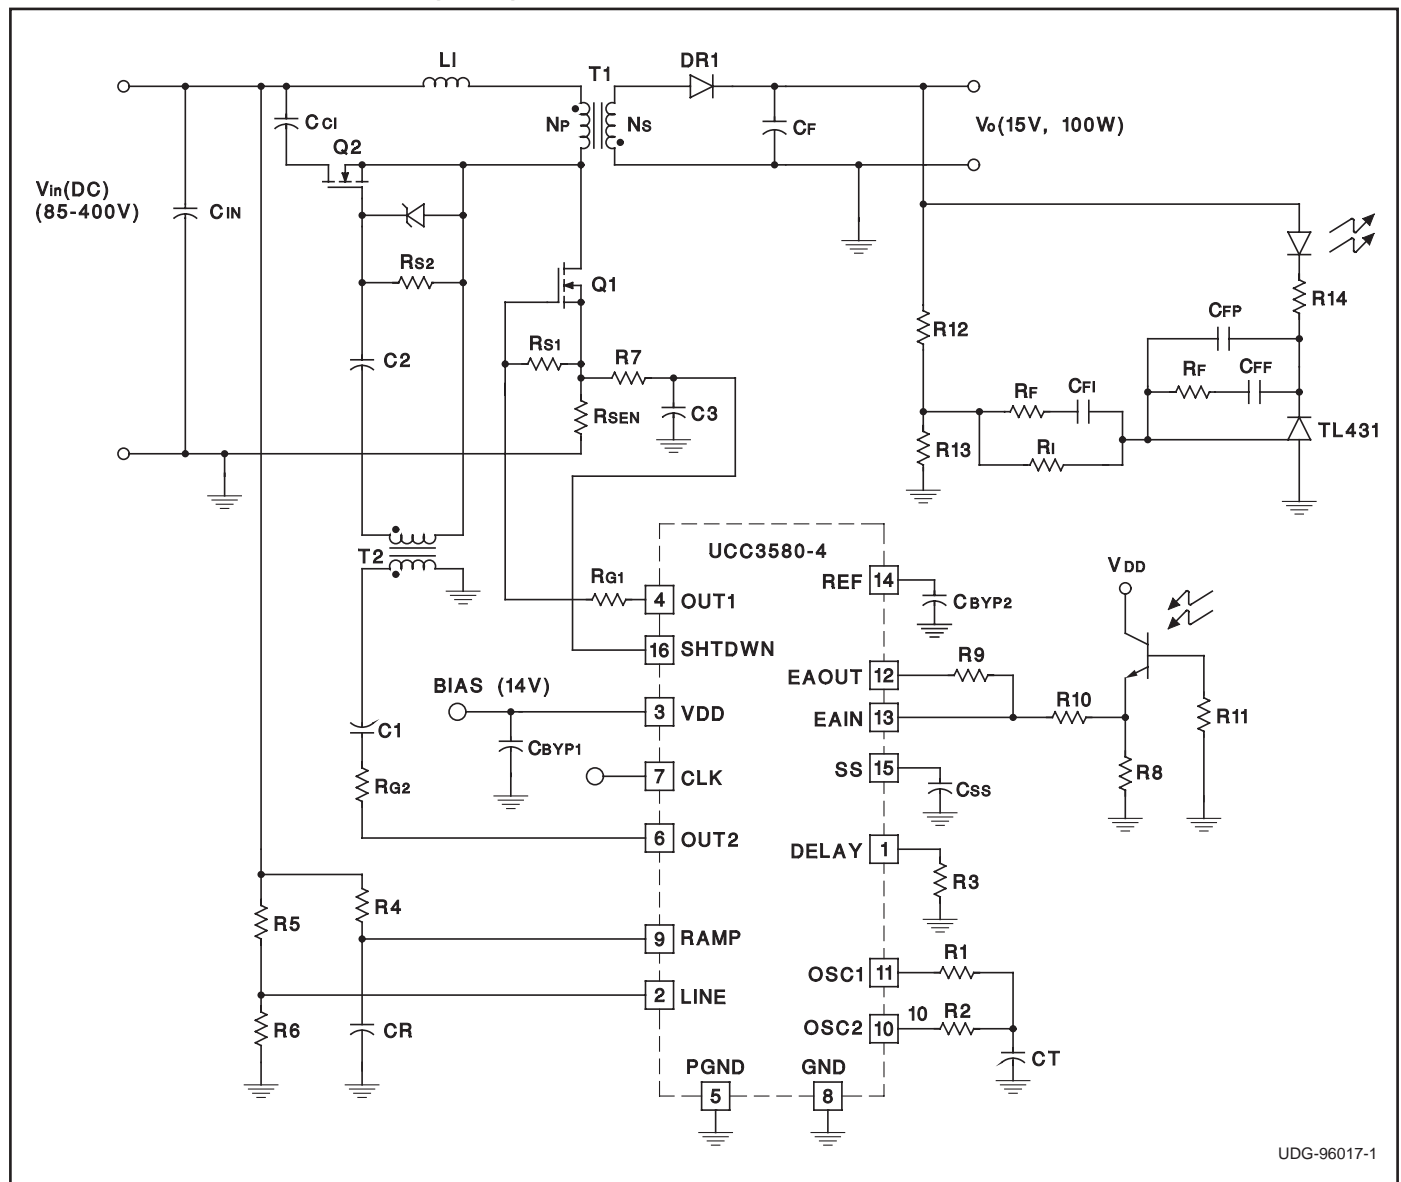 LI
T1
DR1
CCI
NP
NS
CF
Vo(15V, 100W)
Q2
Vin(DC)
(85-400V)
CIN
RS2
Q1
R14
CFP
R12
RS1
R7
C2
RF
CFF
RF
CFI
RSEN
C3
TL431
R13
RI
UCC3580-4
T2
VDD
RG1
REF
14
CBYP2
4
OUT1
16
SHTDWN
R9
EAOUT
12
BIAS (14V)
R10
3
VDD
EAIN
13
R11
C1
CBYP1
SS
15
R8
7
CLK
CSS
RG2
6
OUT2
DELAY
1
R3
R4
R5
9
RAMP
R1
OSC1
11
2
LINE
10
R2
OSC2
10
R6
CR
CT
PGND
GND
5
8
UDG-96017-1